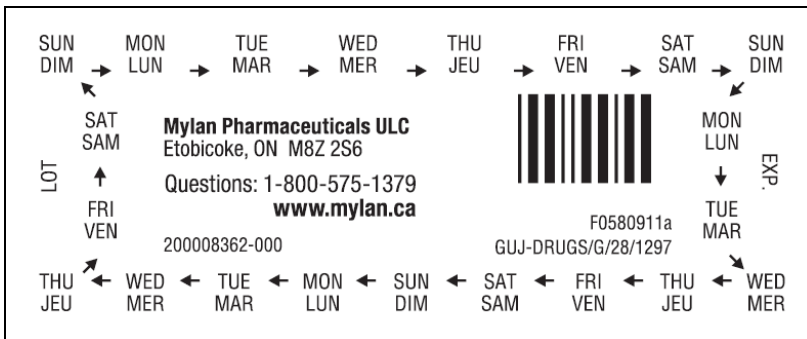 SUN MON TUE WED THU FRI SAT SUN
DIM → LUN → MAR → MER → JEU → VEN → SAM → DIM
SAT
SAM
FRI
VEN
LOT
Mylan Pharmaceuticals ULC
Etobicoke, ON M8Z 2S6
Questions: 1-800-575-1379
www.mylan.ca
200008362-000
F0580911a
GUJ-DRUGS/G/28/1297
MON
LUN
TUE
MAR
EXP.
THU ← WED ← TUE ← MON ← SUN ← SAT ← FRI ← THU ← WED
JEU MER MAR LUN DIM SAM VEN JEU MER